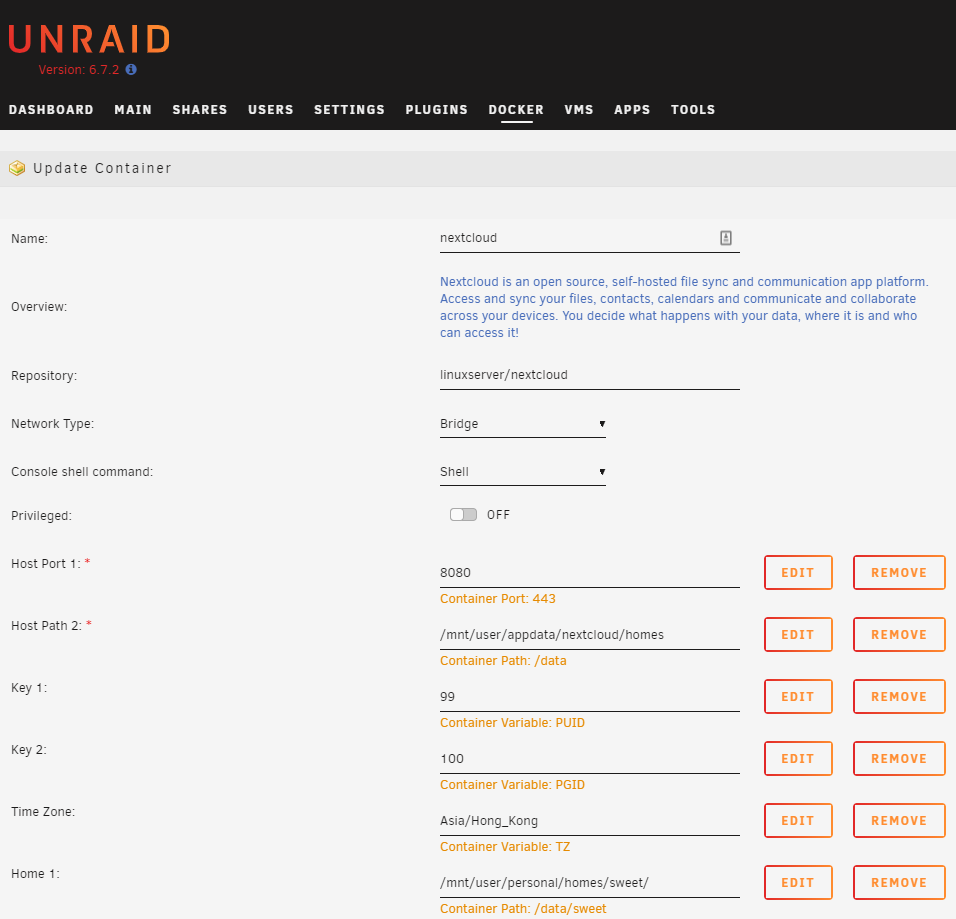 UNRAID
Version: 6.7.2
DASHBOARD MAIN SHARES USERS SETTINGS PLUGINS DOCKER VMS APPS TOOLS
Update Container
Name: nextcloud
Overview: Nextcloud is an open source, self-hosted file sync and communication app platform.
Access and sync your files, contacts, calendars and communicate and collaborate
across your devices. You decide what happens with your data, where it is and who
can access it!
Repository: linuxserver/nextcloud
Network Type: Bridge
Console shell command: Shell
Privileged: OFF
Host Port 1: * 8080 EDIT REMOVE
Container Port: 443
Host Path 2: * /mnt/user/appdata/nextcloud/homes EDIT REMOVE
Container Path: /data
Key 1: 99 EDIT REMOVE
Container Variable: PUID
Key 2: 100 EDIT REMOVE
Container Variable: PGID
Time Zone: Asia/Hong_Kong EDIT REMOVE
Container Variable: TZ
Home 1: /mnt/user/personal/homes/sweet/ EDIT REMOVE
Container Path: /data/sweet